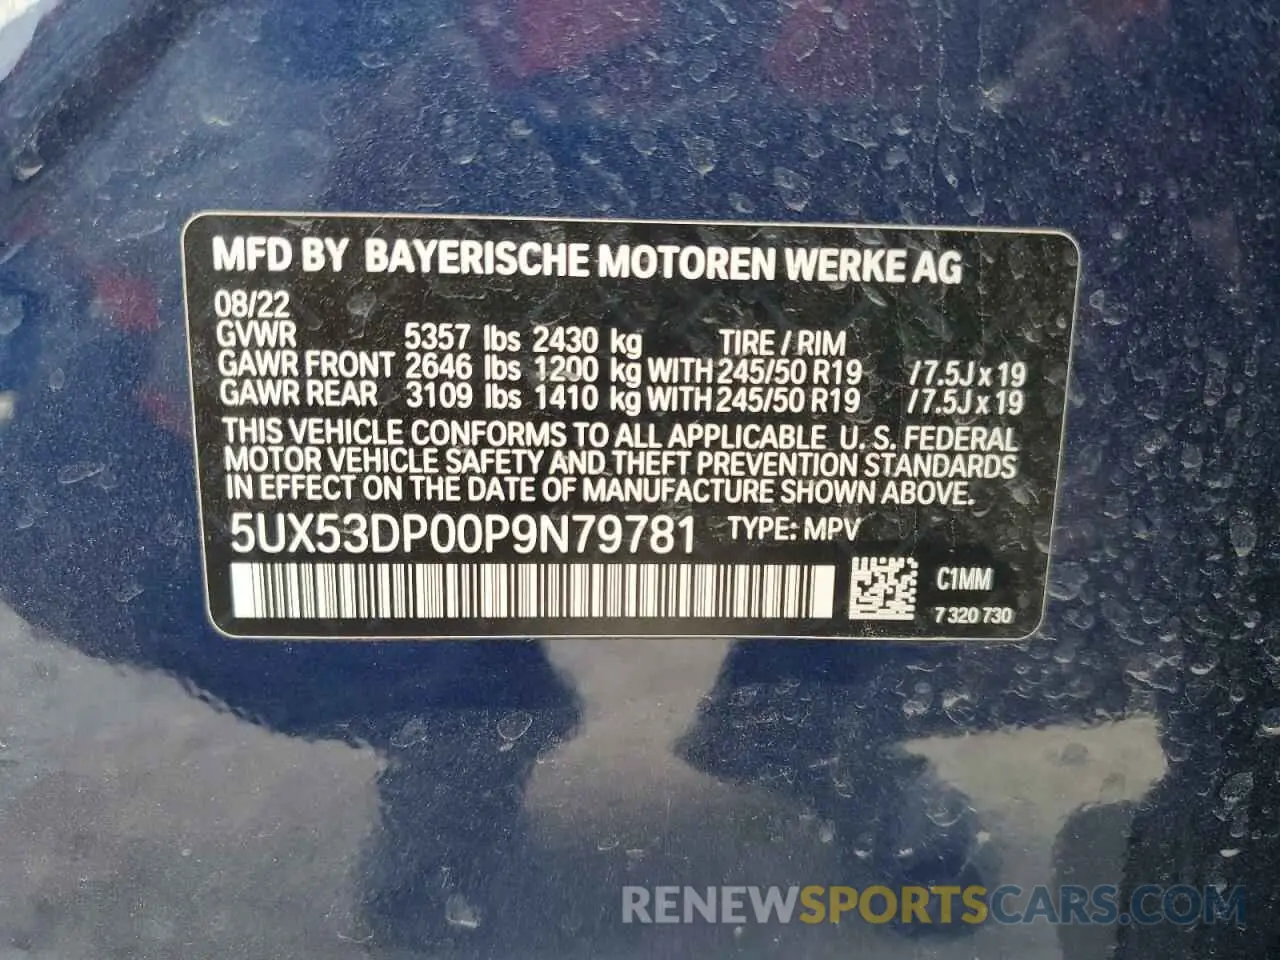 MFD BY BAYERISCHE MOTOREN WERKE AG
08/22
GVWR 5357 lbs 2430 kg TIRE / RIM
GAWR FRONT 2646 lbs 1200 kg WITH 245/50 R19 / 7.5J x 19
GAWR REAR 3109 lbs 1410 kg WITH 245/50 R19 / 7.5J x 19
THIS VEHICLE CONFORMS TO ALL APPLICABLE U. S. FEDERAL
MOTOR VEHICLE SAFETY AND THEFT PREVENTION STANDARDS
IN EFFECT ON THE DATE OF MANUFACTURE SHOWN ABOVE.
5UX53DP00P9N79781 TYPE: MPV
C1MM
7 320 730
RENEWSPORTSCARS.COM